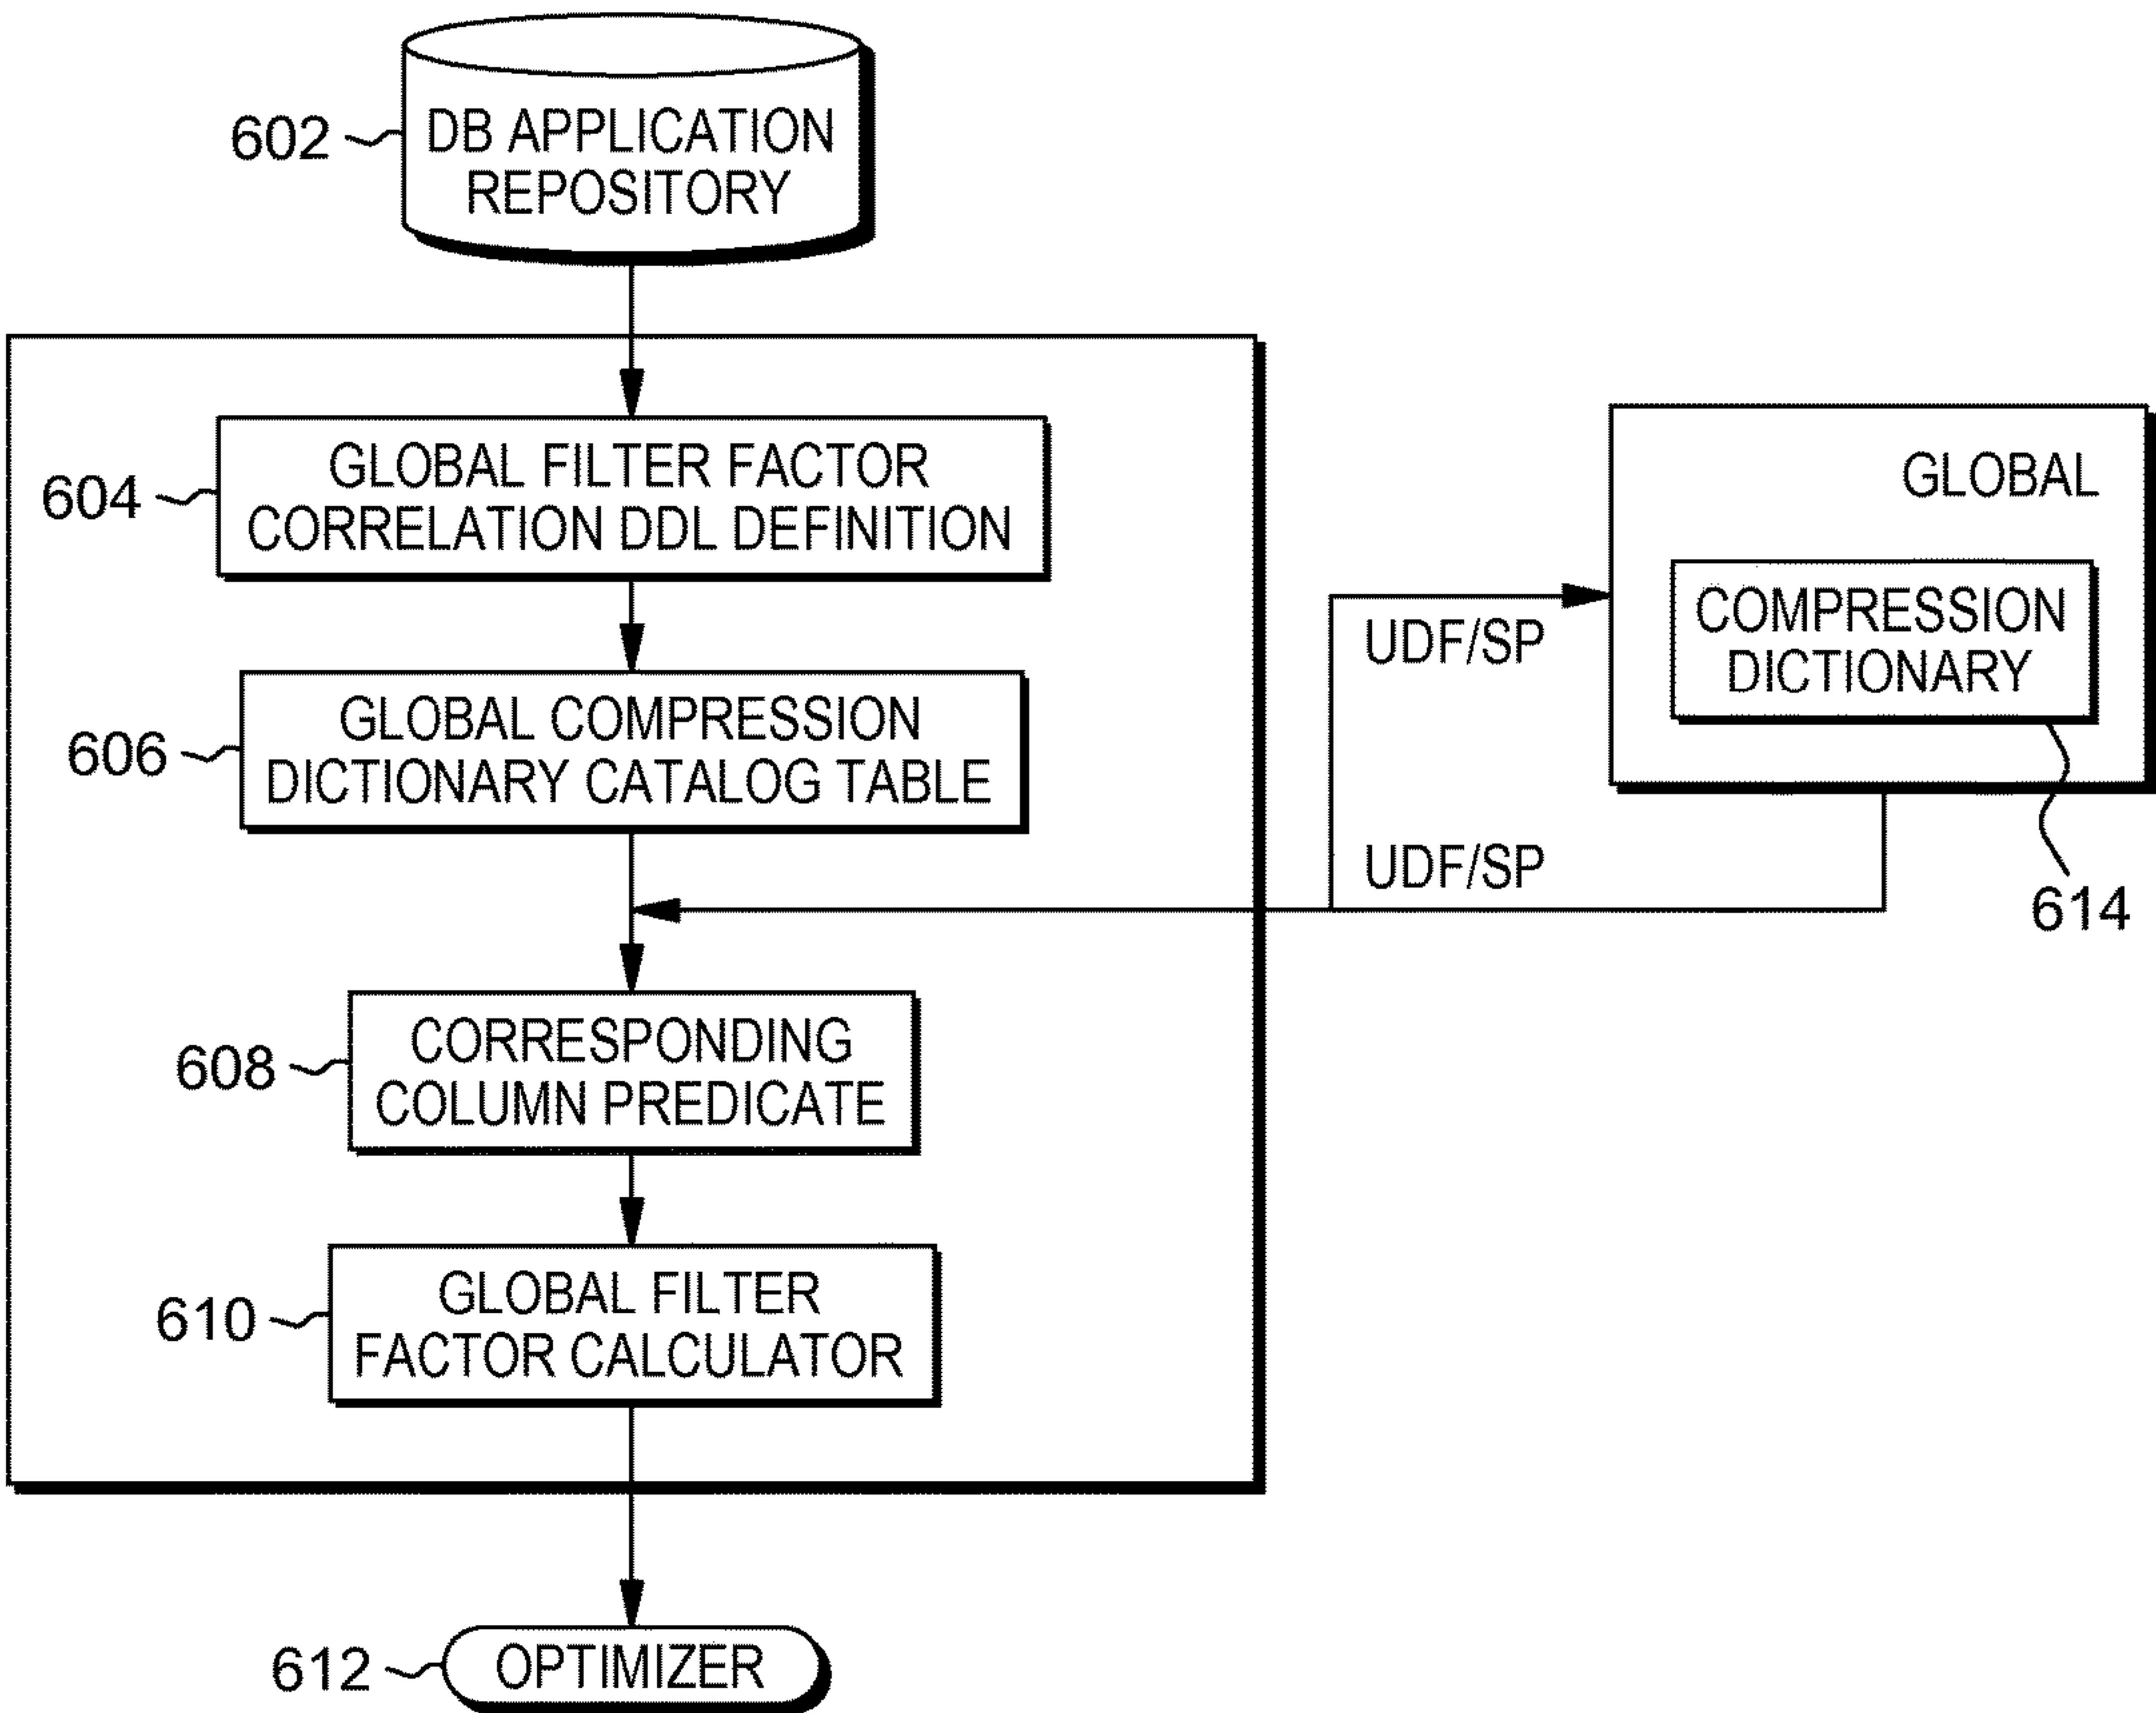 602
DB APPLICATION
REPOSITORY
604
GLOBAL FILTER FACTOR
CORRELATION DDL DEFINITION
606
GLOBAL COMPRESSION
DICTIONARY CATALOG TABLE
608
CORRESPONDING
COLUMN PREDICATE
610
GLOBAL FILTER
FACTOR CALCULATOR
612
OPTIMIZER
UDF/SP
UDF/SP
GLOBAL
COMPRESSION
DICTIONARY
614